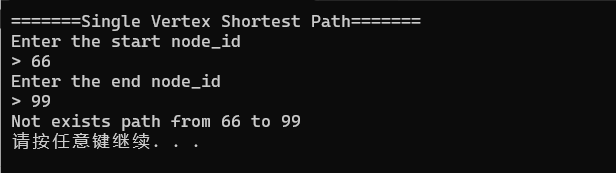 =======Single Vertex Shortest Path=======
Enter the start node_id
> 66
Enter the end node_id
> 99
Not exists path from 66 to 99
请按任意键继续. . .